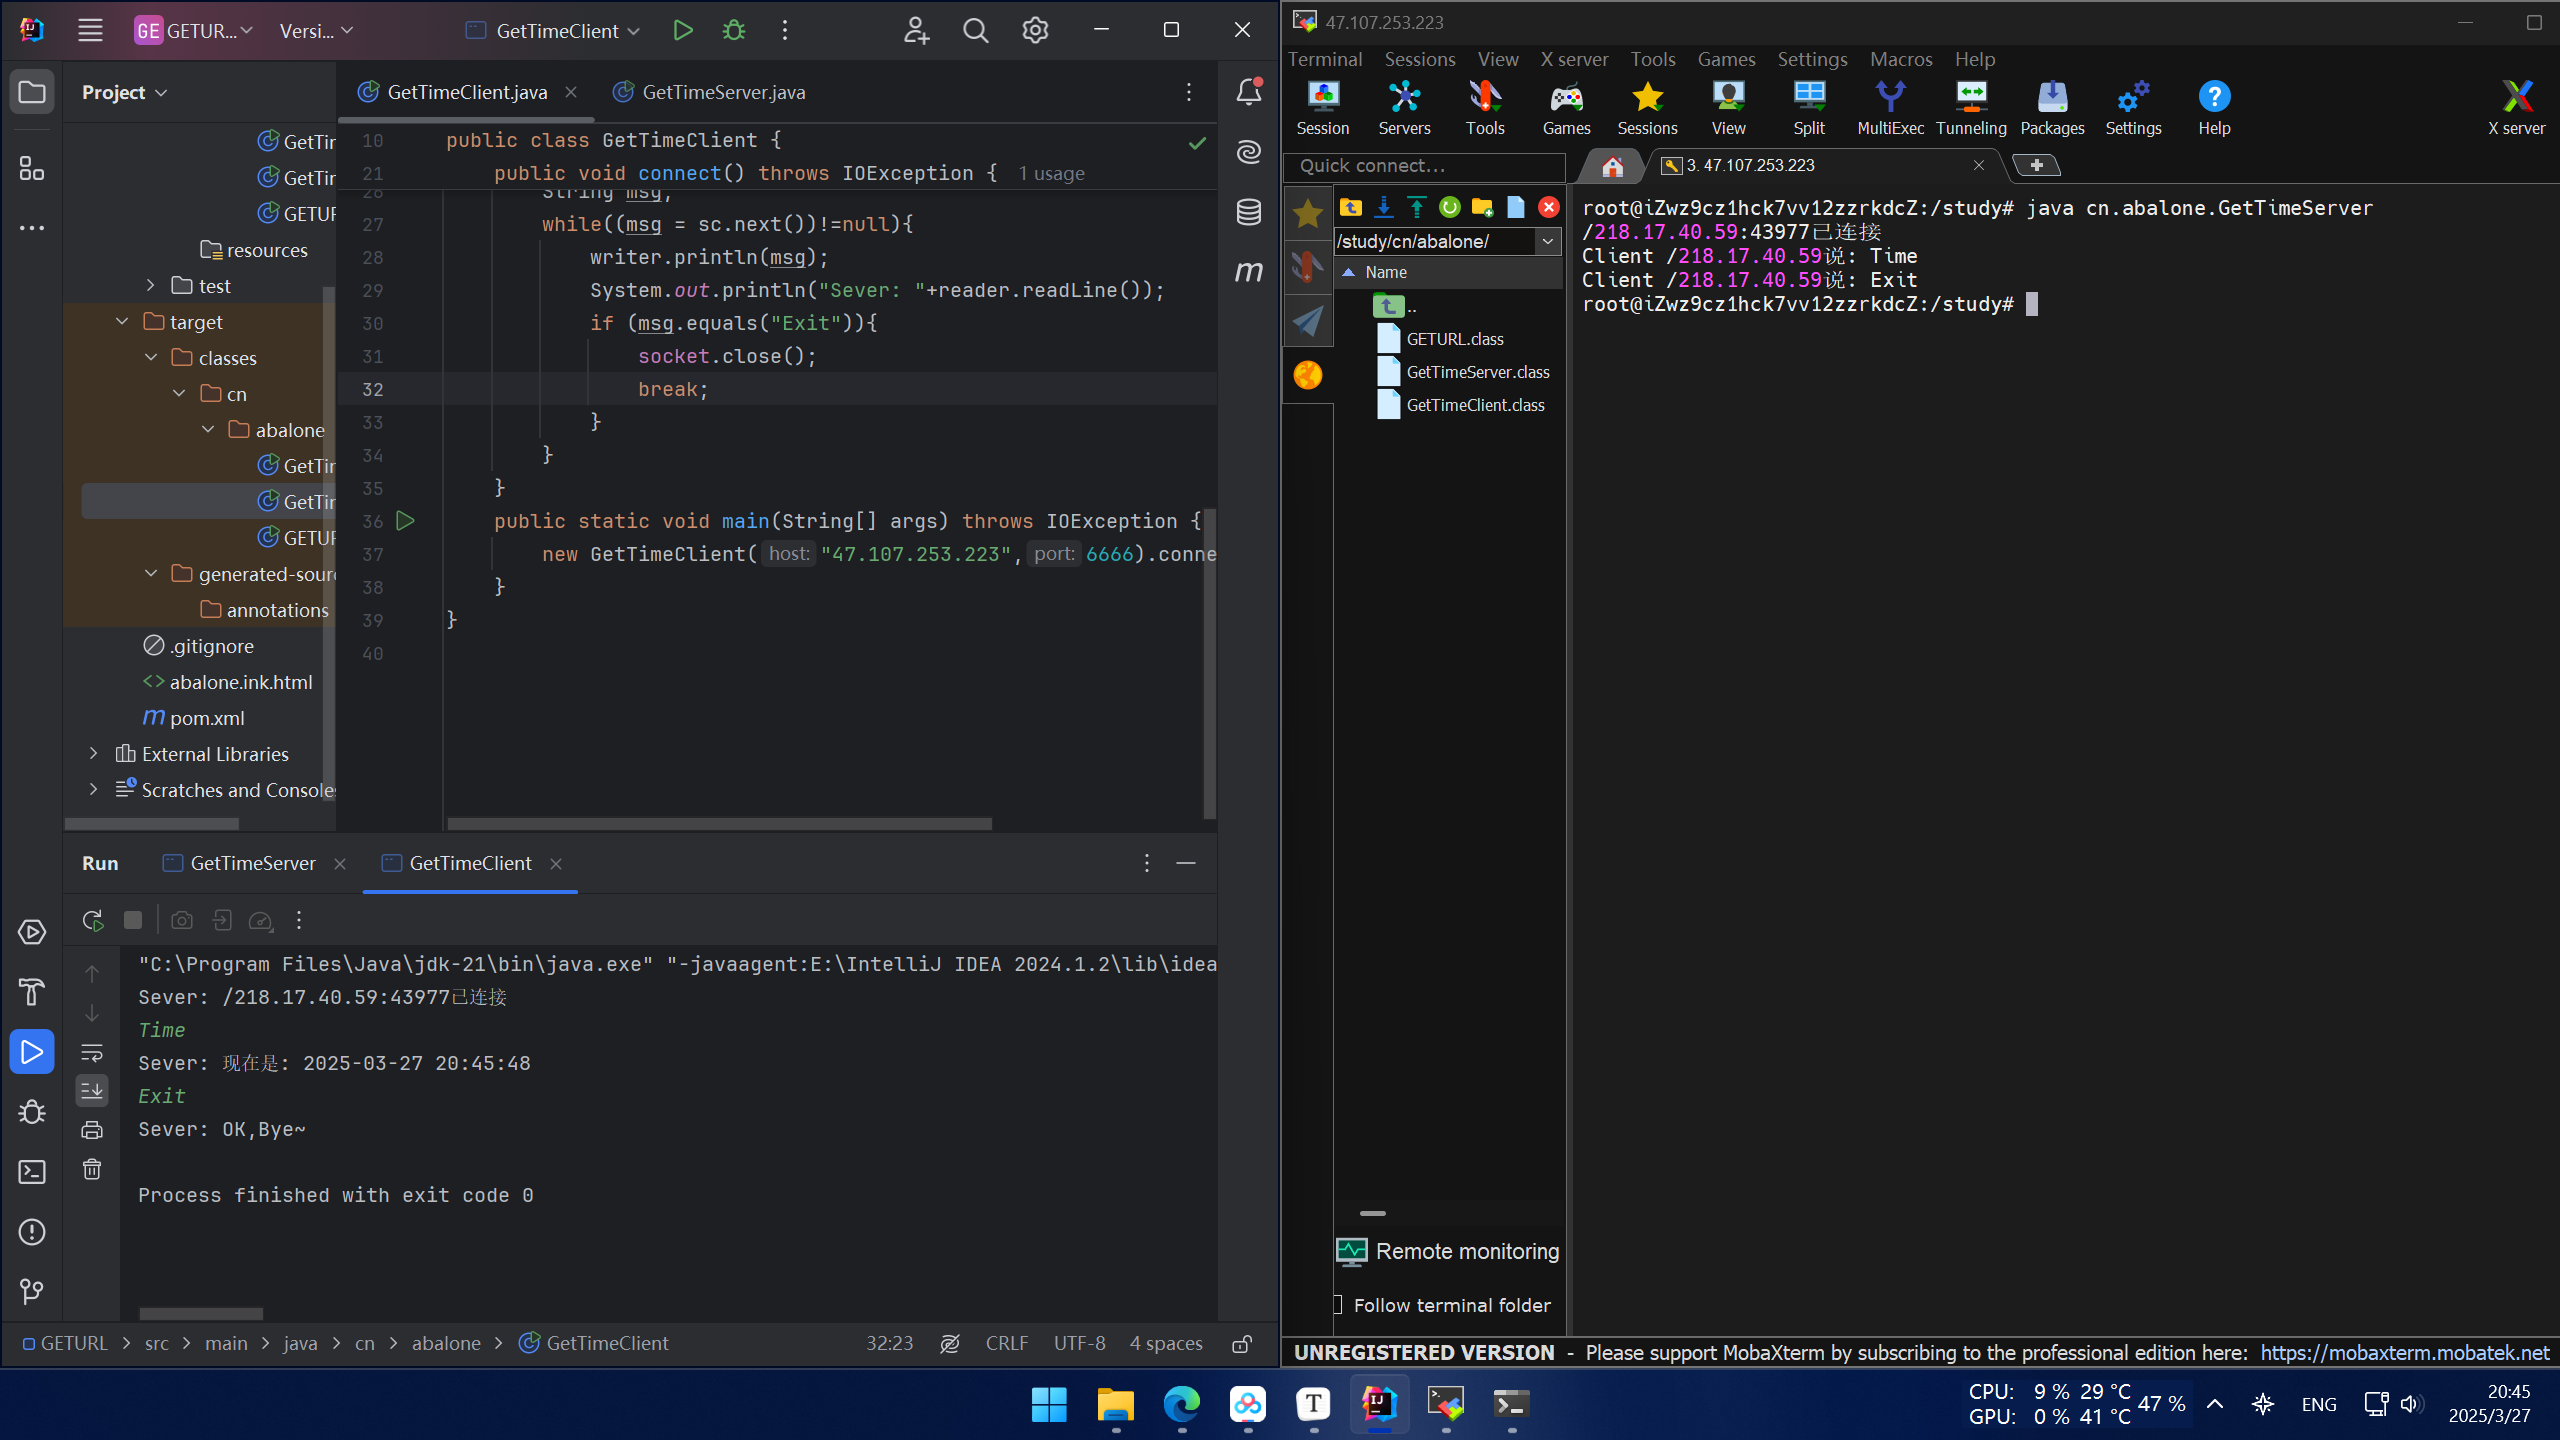 GE GETUR... Versi... GetTimeClient
Project
GetTimeClient.java
GetTimeServer.java
GetTir
GetTir
GETUR
resources
test
target
classes
cn
abalone
GetTir
GetTir
GETUR
generated-sour
annotations
.gitignore
abalone.ink.html
pom.xml
External Libraries
Scratches and Console
10 public class GetTimeClient {
21 public void connect() throws IOException { 1 usage
26 String msg;
27 while((msg = sc.next())!=null){
28 writer.println(msg);
29 System.out.println("Sever: "+reader.readLine());
30 if (msg.equals("Exit")){
31 socket.close();
32 break;
33 }
34 }
35 }
36 public static void main(String[] args) throws IOException {
37 new GetTimeClient( host: "47.107.253.223", port: 6666).conne
38 }
39 }
40
Run GetTimeServer GetTimeClient
"C:\Program Files\Java\jdk-21\bin\java.exe" "-javaagent:E:\IntelliJ IDEA 2024.1.2\lib\idea
Sever: /218.17.40.59:43977已连接
Time
Sever: 现在是: 2025-03-27 20:45:48
Exit
Sever: OK,Bye~
Process finished with exit code 0
GETURL > src > main > java > cn > abalone > GetTimeClient 32:23 CRLF UTF-8 4 spaces
47.107.253.223
Terminal Sessions View X server Tools Games Settings Macros Help
Session Servers Tools Games Sessions View Split MultiExec Tunneling Packages Settings Help X server
Quick connect...
3. 47.107.253.223
/study/cn/abalone/
Name
..
GETURL.class
GetTimeServer.class
GetTimeClient.class
Remote monitoring
Follow terminal folder
root@iZwz9cz1hck7vv12zzrkdcZ:/study# java cn.abalone.GetTimeServer
/218.17.40.59:43977已连接
Client /218.17.40.59说: Time
Client /218.17.40.59说: Exit
root@iZwz9cz1hck7vv12zzrkdcZ:/study#
UNREGISTERED VERSION - Please support MobaXterm by subscribing to the professional edition here: https://mobaxterm.mobatek.net
CPU: 9 % 29 °C
GPU: 0 % 41 °C
47 %
ENG
20:45
2025/3/27